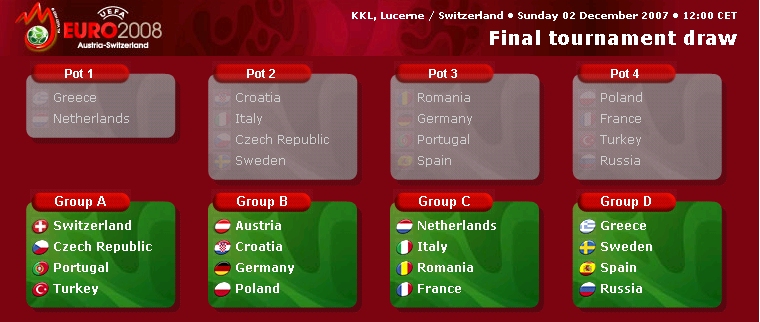 UEFA
EURO2008
Austria-Switzerland
KKL, Lucerne / Switzerland • Sunday 02 December 2007 • 12:00 CET
Final tournament draw
Pot 1
Greece
Netherlands
Pot 2
Croatia
Italy
Czech Republic
Sweden
Pot 3
Romania
Germany
Portugal
Spain
Pot 4
Poland
France
Turkey
Russia
Group A
Switzerland
Czech Republic
Portugal
Turkey
Group B
Austria
Croatia
Germany
Poland
Group C
Netherlands
Italy
Romania
France
Group D
Greece
Sweden
Spain
Russia